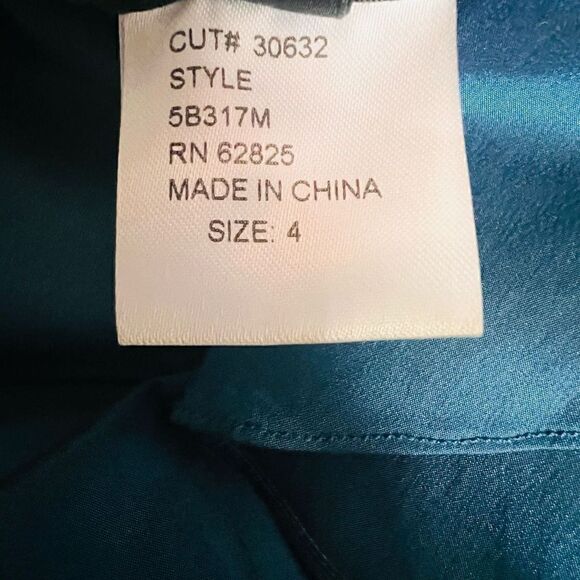 CUT# 30632
STYLE
5B317M
RN 62825
MADE IN CHINA
SIZE: 4